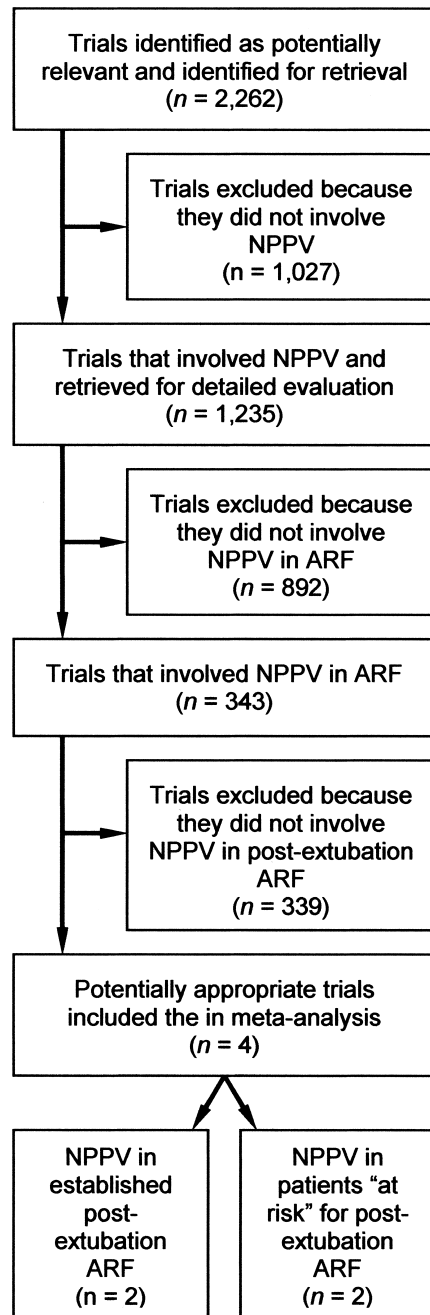 Trials identified as potentially
relevant and identified for retrieval
(n = 2,262)
Trials excluded because
they did not involve
NPPV
(n = 1,027)
Trials that involved NPPV and
retrieved for detailed evaluation
(n = 1,235)
Trials excluded because
they did not involve
NPPV in ARF
(n = 892)
Trials that involved NPPV in ARF
(n = 343)
Trials excluded because
they did not involve
NPPV in post-extubation
ARF
(n = 339)
Potentially appropriate trials
included the in meta-analysis
(n = 4)
NPPV in
established
post-
extubation
ARF
(n = 2)
NPPV in
patients “at
risk” for post-
extubation
ARF
(n = 2)